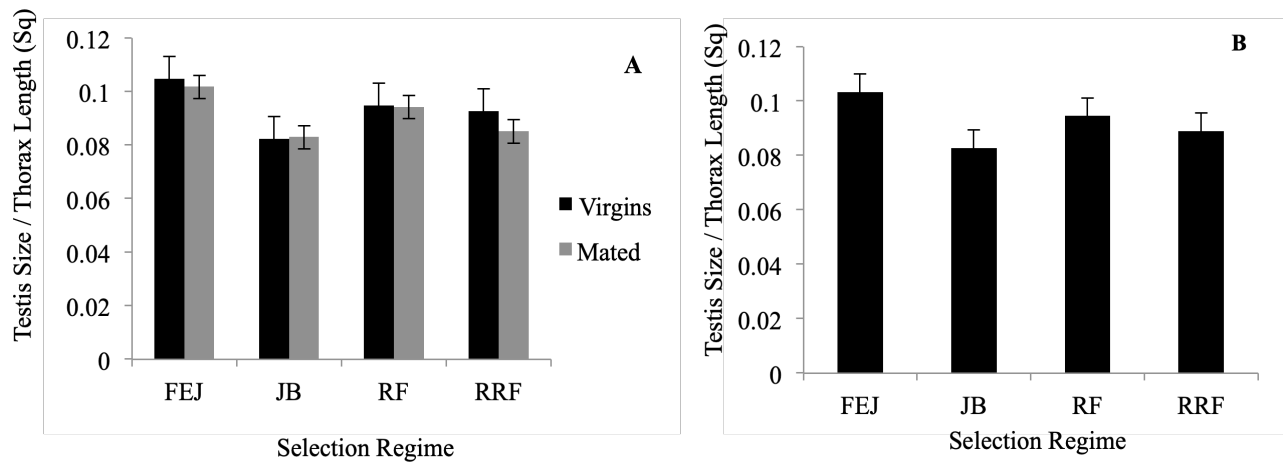 Testis Size / Thorax Length (Sq)
0.12
0.1
0.08
0.06
0.04
0.02
0
A
Virgins
Mated
FEJ JB RF RRF
Selection Regime
Testis Size / Thorax Length (Sq)
0.12
0.1
0.08
0.06
0.04
0.02
0
B
FEJ JB RF RRF
Selection Regime